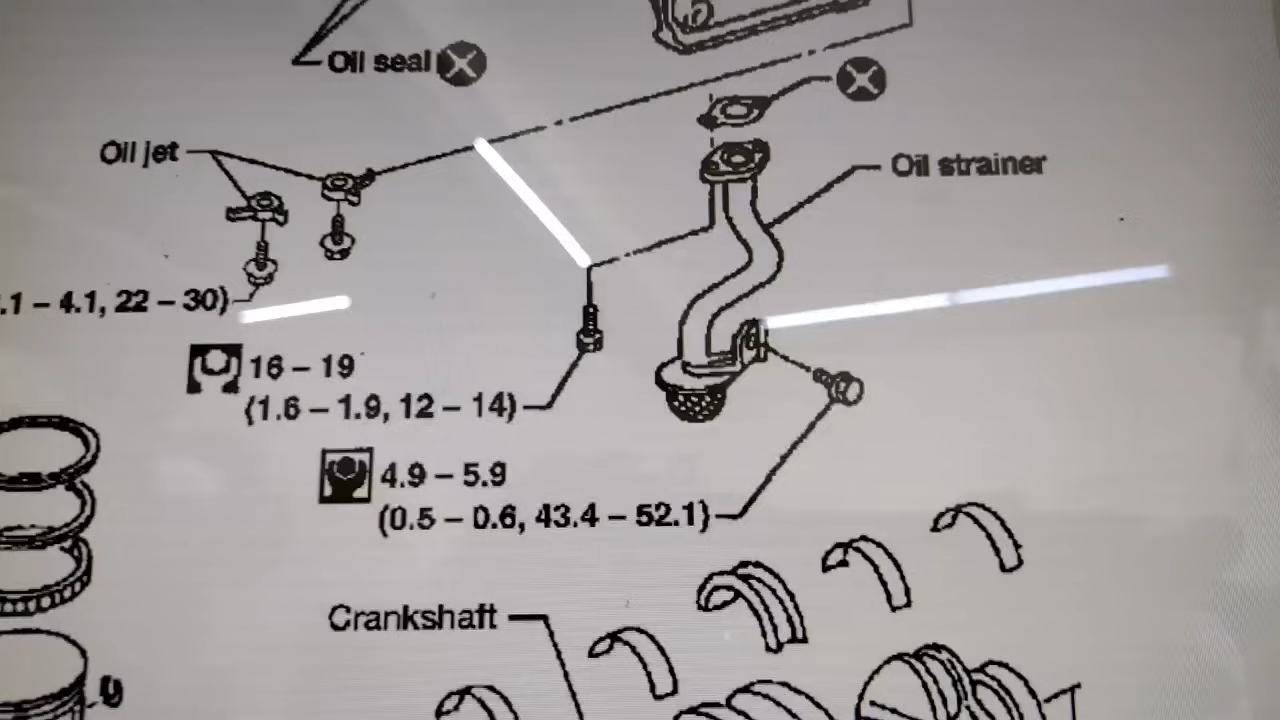 Oil seal
Oil jet
Oil strainer
.1 – 4.1, 22 – 30)
16 – 19
(1.6 – 1.9, 12 – 14)
4.9 – 5.9
(0.5 – 0.6, 43.4 – 52.1)
Crankshaft